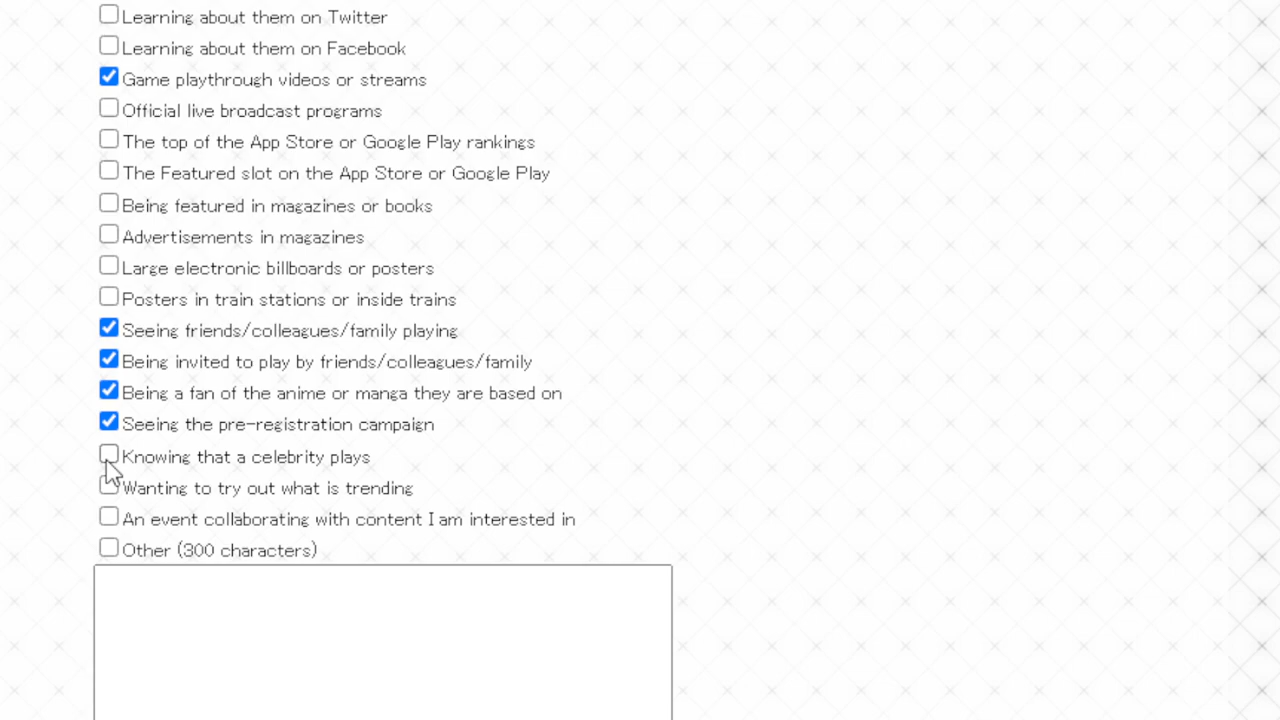 Learning about them on Twitter
Learning about them on Facebook
Game playthrough videos or streams
Official live broadcast programs
The top of the App Store or Google Play rankings
The Featured slot on the App Store or Google Play
Being featured in magazines or books
Advertisements in magazines
Large electronic billboards or posters
Posters in train stations or inside trains
Seeing friends/colleagues/family playing
Being invited to play by friends/colleagues/family
Being a fan of the anime or manga they are based on
Seeing the pre-registration campaign
Knowing that a celebrity plays
Wanting to try out what is trending
An event collaborating with content I am interested in
Other (300 characters)